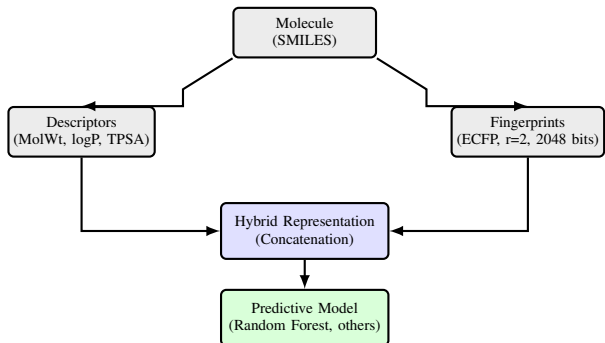 Molecule
(SMILES)
Descriptors
(MolWt, logP, TPSA)
Fingerprints
(ECFP, r=2, 2048 bits)
Hybrid Representation
(Concatenation)
Predictive Model
(Random Forest, others)